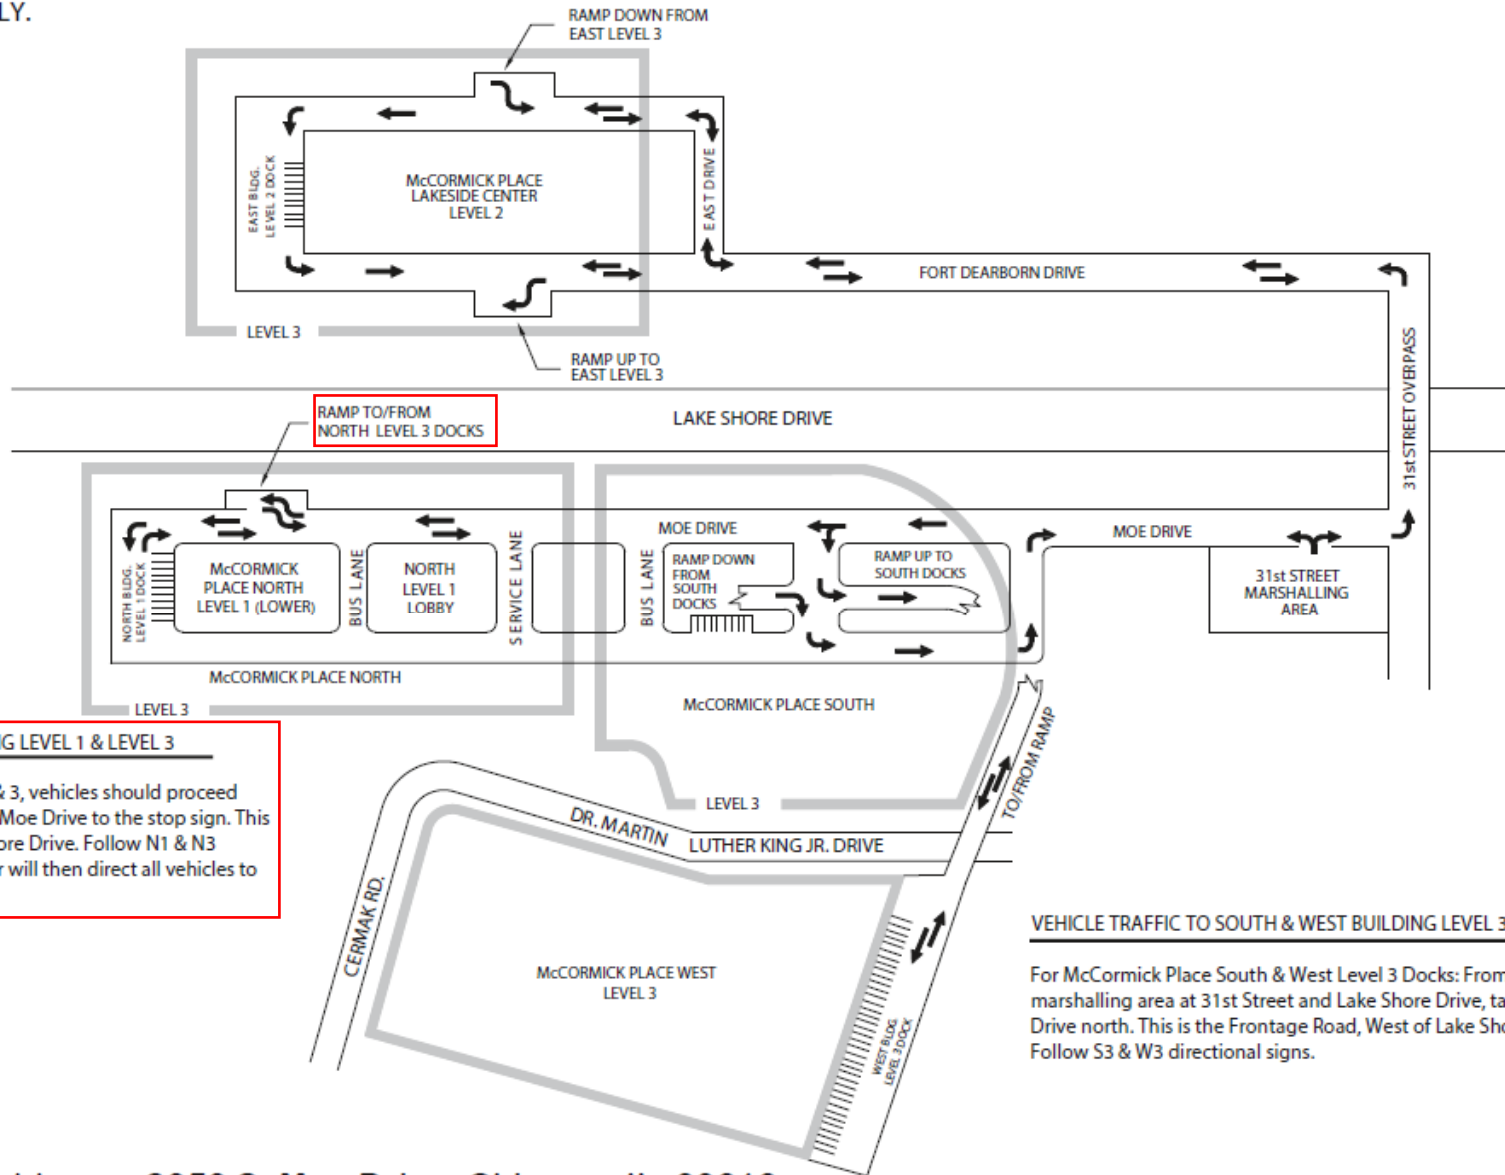 LY.
RAMP DOWN FROM
EAST LEVEL 3
EAST BLDG.
LEVEL 2 DOCK
McCORMICK PLACE
LAKESIDE CENTER
LEVEL 2
EAST DRIVE
FORT DEARBORN DRIVE
LEVEL 3
RAMP UP TO
EAST LEVEL 3
31st STREET OVERPASS
RAMP TO/FROM
NORTH LEVEL 3 DOCKS
LAKE SHORE DRIVE
MOE DRIVE
MOE DRIVE
NORTH BLDG.
LEVEL 1 DOCK
McCORMICK
PLACE NORTH
LEVEL 1 (LOWER)
BUS LANE
NORTH
LEVEL 1
LOBBY
SERVICE LANE
BUS LANE
RAMP DOWN
FROM
SOUTH
DOCKS
RAMP UP TO
SOUTH DOCKS
31st STREET
MARSHALLING
AREA
McCORMICK PLACE NORTH
LEVEL 3
McCORMICK PLACE SOUTH
LEVEL 3
TO/FROM RAMP
G LEVEL 1 & LEVEL 3
& 3, vehicles should proceed
Moe Drive to the stop sign. This
ore Drive. Follow N1 & N3
r will then direct all vehicles to
DR. MARTIN LUTHER KING JR. DRIVE
CERMAK RD.
McCORMICK PLACE WEST
LEVEL 3
WEST BLDG.
LEVEL 3 DOCK
VEHICLE TRAFFIC TO SOUTH & WEST BUILDING LEVEL 3
For McCormick Place South & West Level 3 Docks: From
marshalling area at 31st Street and Lake Shore Drive, ta
Drive north. This is the Frontage Road, West of Lake Sho
Follow S3 & W3 directional signs.